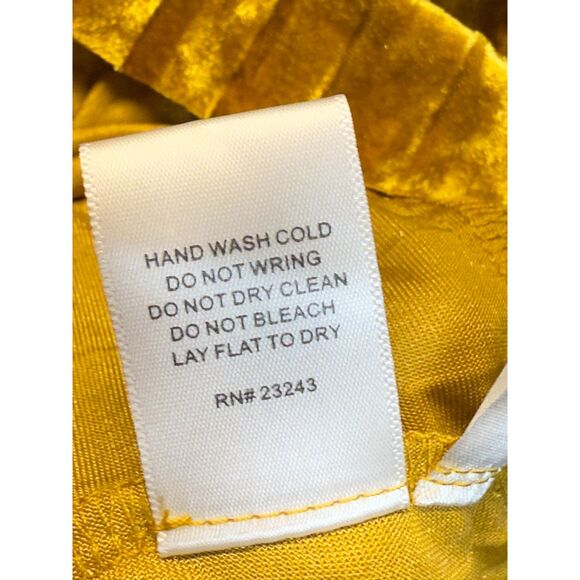 HAND WASH COLD
DO NOT WRING
DO NOT DRY CLEAN
DO NOT BLEACH
LAY FLAT TO DRY
RN# 23243